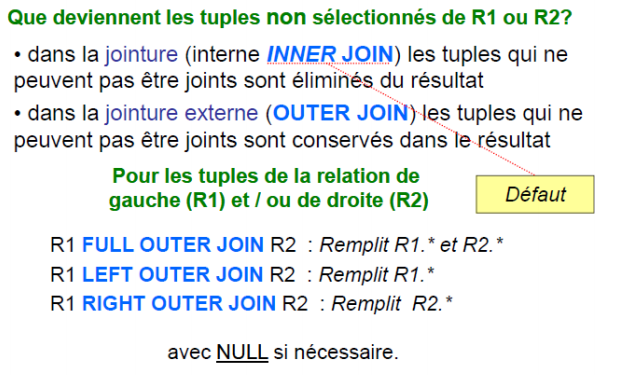 Que deviennent les tuples non sélectionnés de R1 ou R2?
• dans la jointure (interne INNER JOIN) les tuples qui ne
peuvent pas être joints sont éliminés du résultat
• dans la jointure externe (OUTER JOIN) les tuples qui ne
peuvent pas être joints sont conservés dans le résultat
Pour les tuples de la relation de
gauche (R1) et / ou de droite (R2)
Défaut
R1 FULL OUTER JOIN R2 : Remplit R1.* et R2.*
R1 LEFT OUTER JOIN R2 : Remplit R1.*
R1 RIGHT OUTER JOIN R2 : Remplit R2.*
avec NULL si nécessaire.